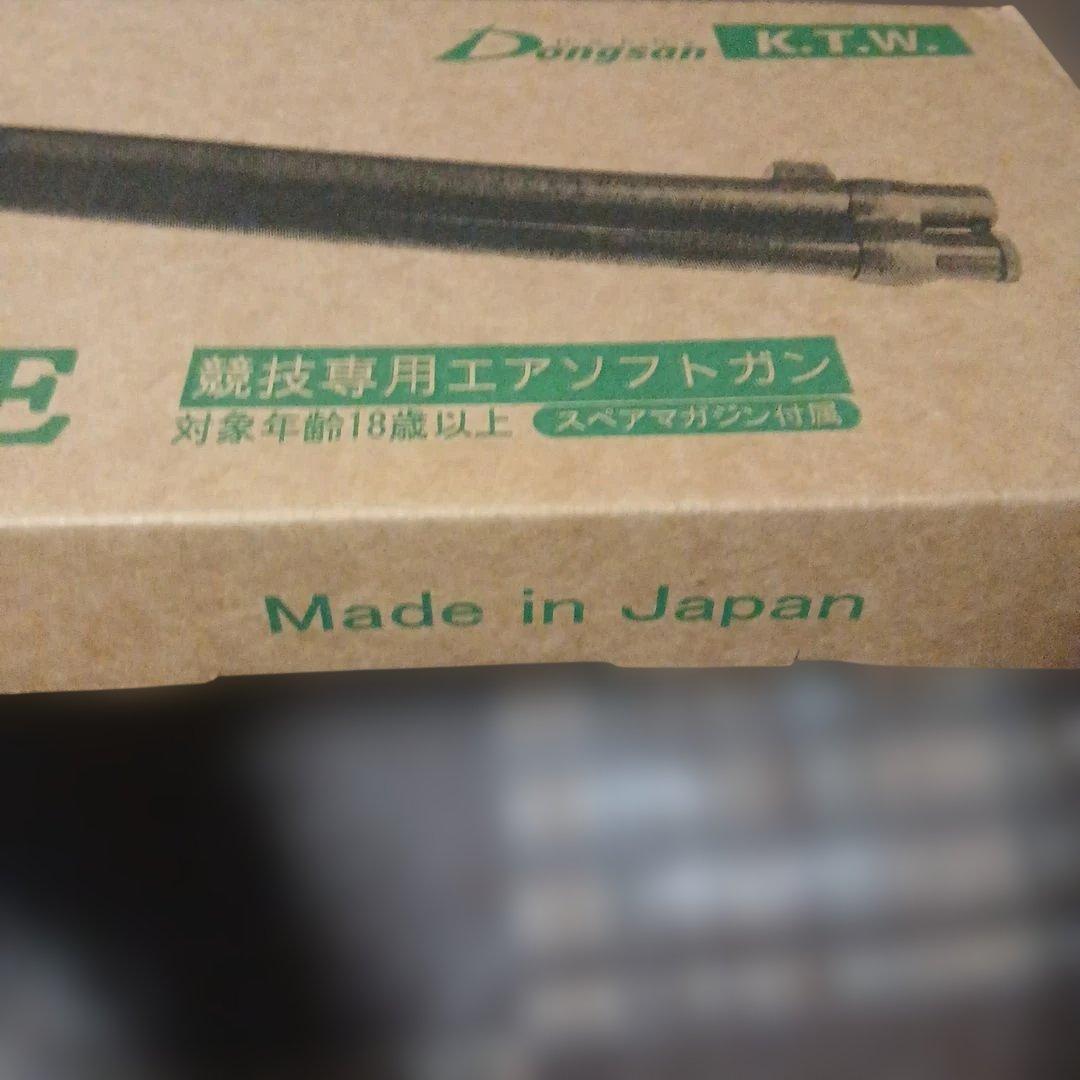 Dongsan K.T.W.
E
競技専用エアソフトガン
対象年齢18歳以上 スペアマガジン付属
Made in Japan